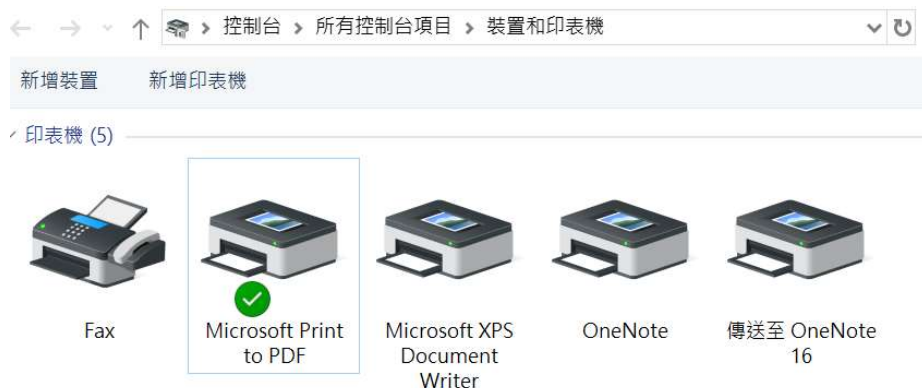 控制台 › 所有控制台項目 › 裝置和印表機
新增裝置 新增印表機
印表機 (5)
Fax
Microsoft Print
to PDF
Microsoft XPS
Document
Writer
OneNote
傳送至 OneNote
16